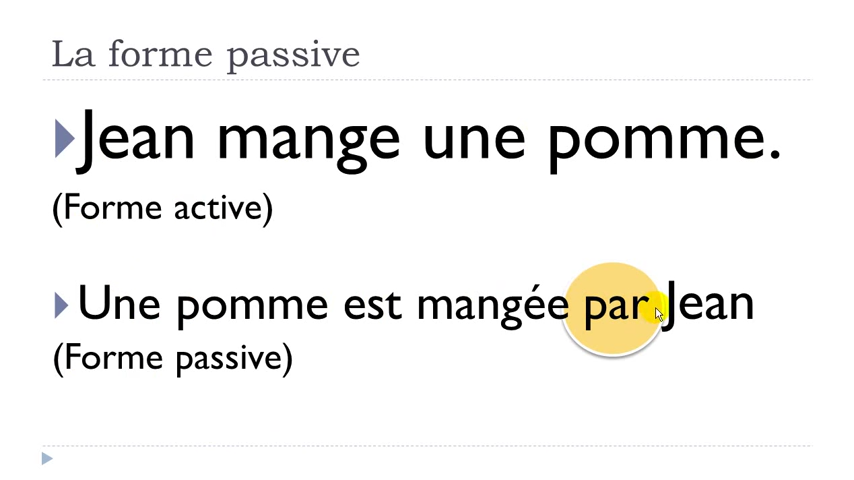 La forme passive
Jean mange une pomme.
(Forme active)
Une pomme est mangée par Jean
(Forme passive)